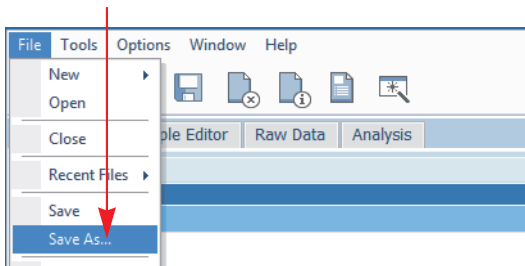 File Tools Options Window Help
New
Open
Close
ple Editor Raw Data Analysis
Recent Files
Save
Save As...